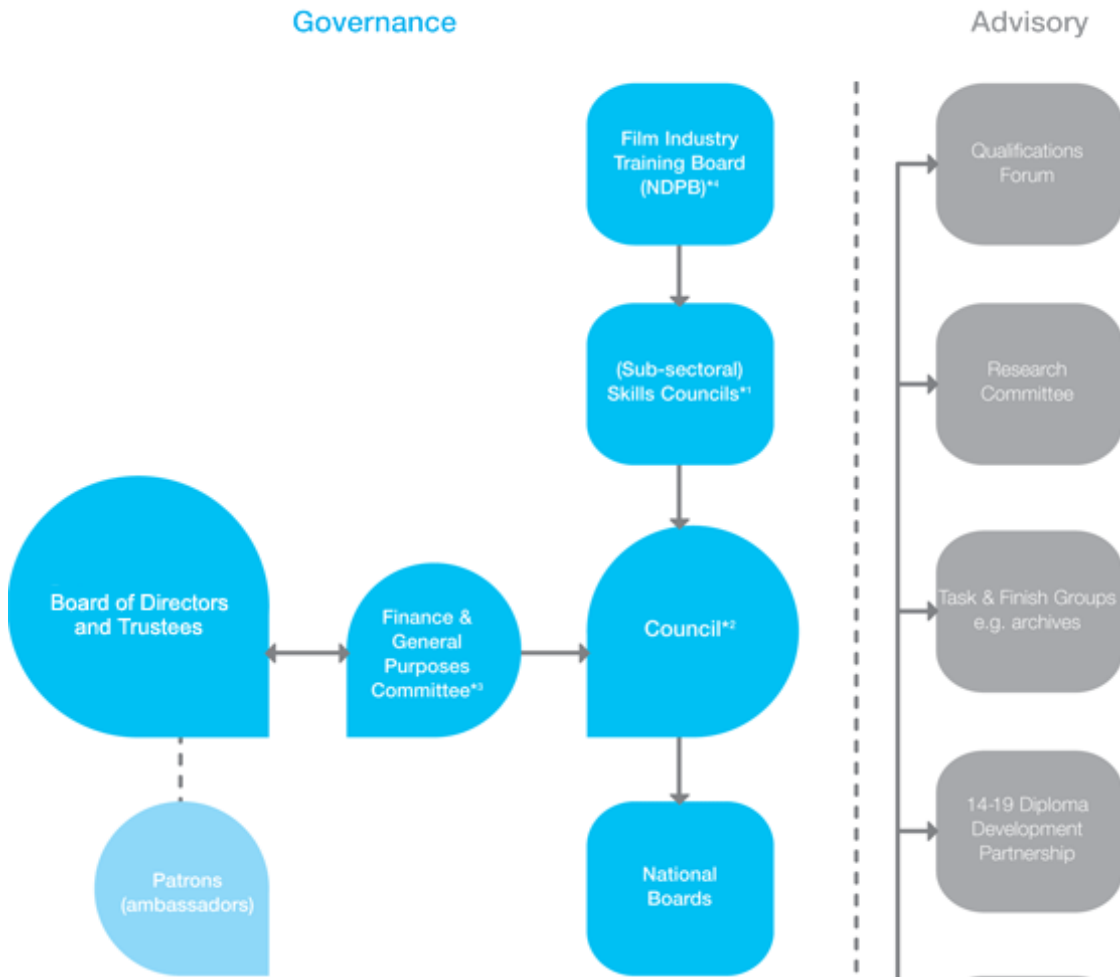 Governance
Advisory
Film Industry
Training Board
(NDPB)*⁴
Qualifications
Forum
(Sub-sectoral)
Skills Councils*¹
Research
Committee
Board of Directors
and Trustees
Finance &
General
Purposes
Committee*³
Council*²
Task & Finish Groups
e.g. archives
Patrons
(ambassadors)
National
Boards
14-19 Diploma
Development
Partnership